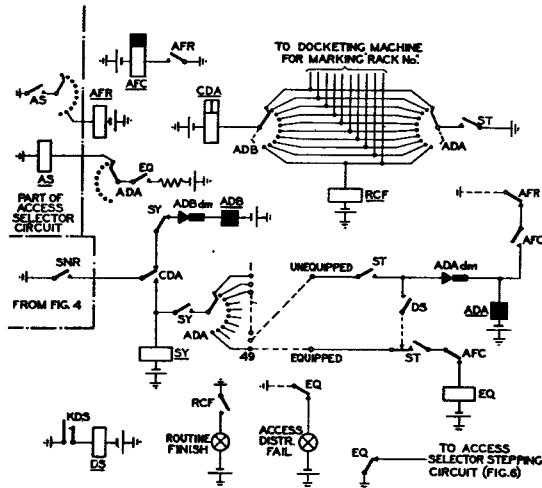 AFR
AFC
TO DOCKETING MACHINE
FOR MARKING 'RACK No.'
AS
AFR
CDA
ADB
ADA
ST
AS
ADA
EQ
RCF
PART OF
ACCESS
SELECTOR
CIRCUIT
SY
ADB dm
ADB
AFR
AFC
SNR
CDA
UNEQUIPPED
ST
ADA dm
FROM FIG. 4
SY
1
DS
ADA
ADA
SY
49
EQUIPPED
ST
AFC
EQ
RCF
EQ
KDS
DS
ROUTINE
FINISH
ACCESS
DISTR.
FAIL
EQ
TO ACCESS
SELECTOR STEPPING
CIRCUIT (FIG.6)